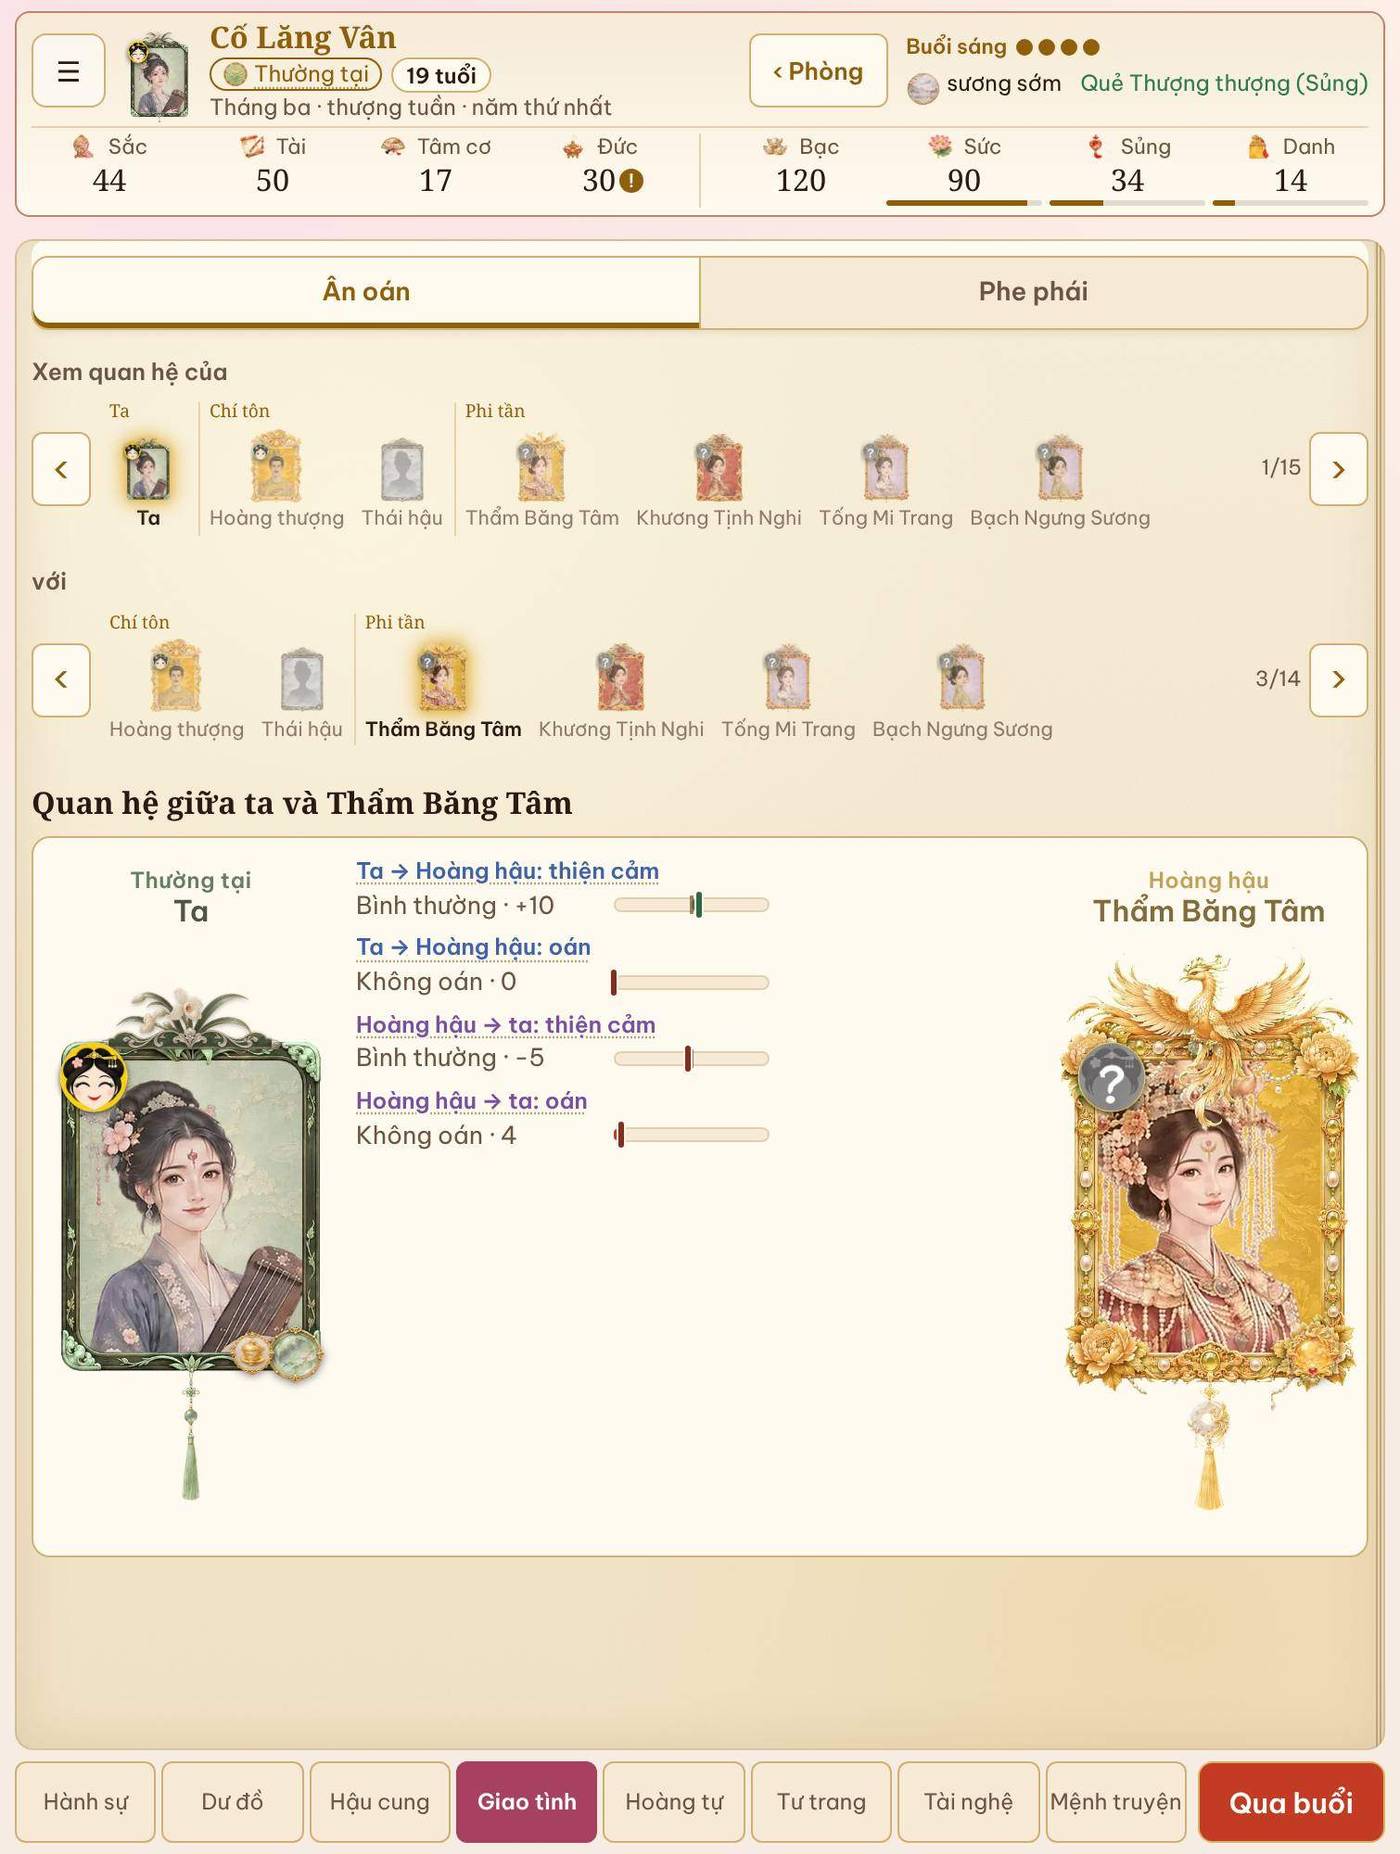 ☰
Cố Lăng Vân
Thường tại
19 tuổi
Tháng ba · thượng tuần · năm thứ nhất
‹ Phòng
Buổi sáng
sương sớm
Quẻ Thượng thượng (Sủng)
Sắc
Tài
Tâm cơ
Đức
Bạc
Sức
Sủng
Danh
44
50
17
30 !
120
90
34
14
Ân oán
Phe phái
Xem quan hệ của
Ta
Chí tôn
Phi tần
‹
?
?
?
?
1/15
›
Ta
Hoàng thượng
Thái hậu
Thẩm Băng Tâm
Khương Tịnh Nghi
Tống Mi Trang
Bạch Ngưng Sương
với
Chí tôn
Phi tần
‹
?
?
?
?
3/14
›
Hoàng thượng
Thái hậu
Thẩm Băng Tâm
Khương Tịnh Nghi
Tống Mi Trang
Bạch Ngưng Sương
Quan hệ giữa ta và Thẩm Băng Tâm
Thường tại
Ta
Ta → Hoàng hậu: thiện cảm
Bình thường · +10
Ta → Hoàng hậu: oán
Không oán · 0
Hoàng hậu → ta: thiện cảm
Bình thường · -5
Hoàng hậu → ta: oán
Không oán · 4
Hoàng hậu
Thẩm Băng Tâm
?
Hành sự
Dư đồ
Hậu cung
Giao tình
Hoàng tự
Tư trang
Tài nghệ
Mệnh truyện
Qua buổi